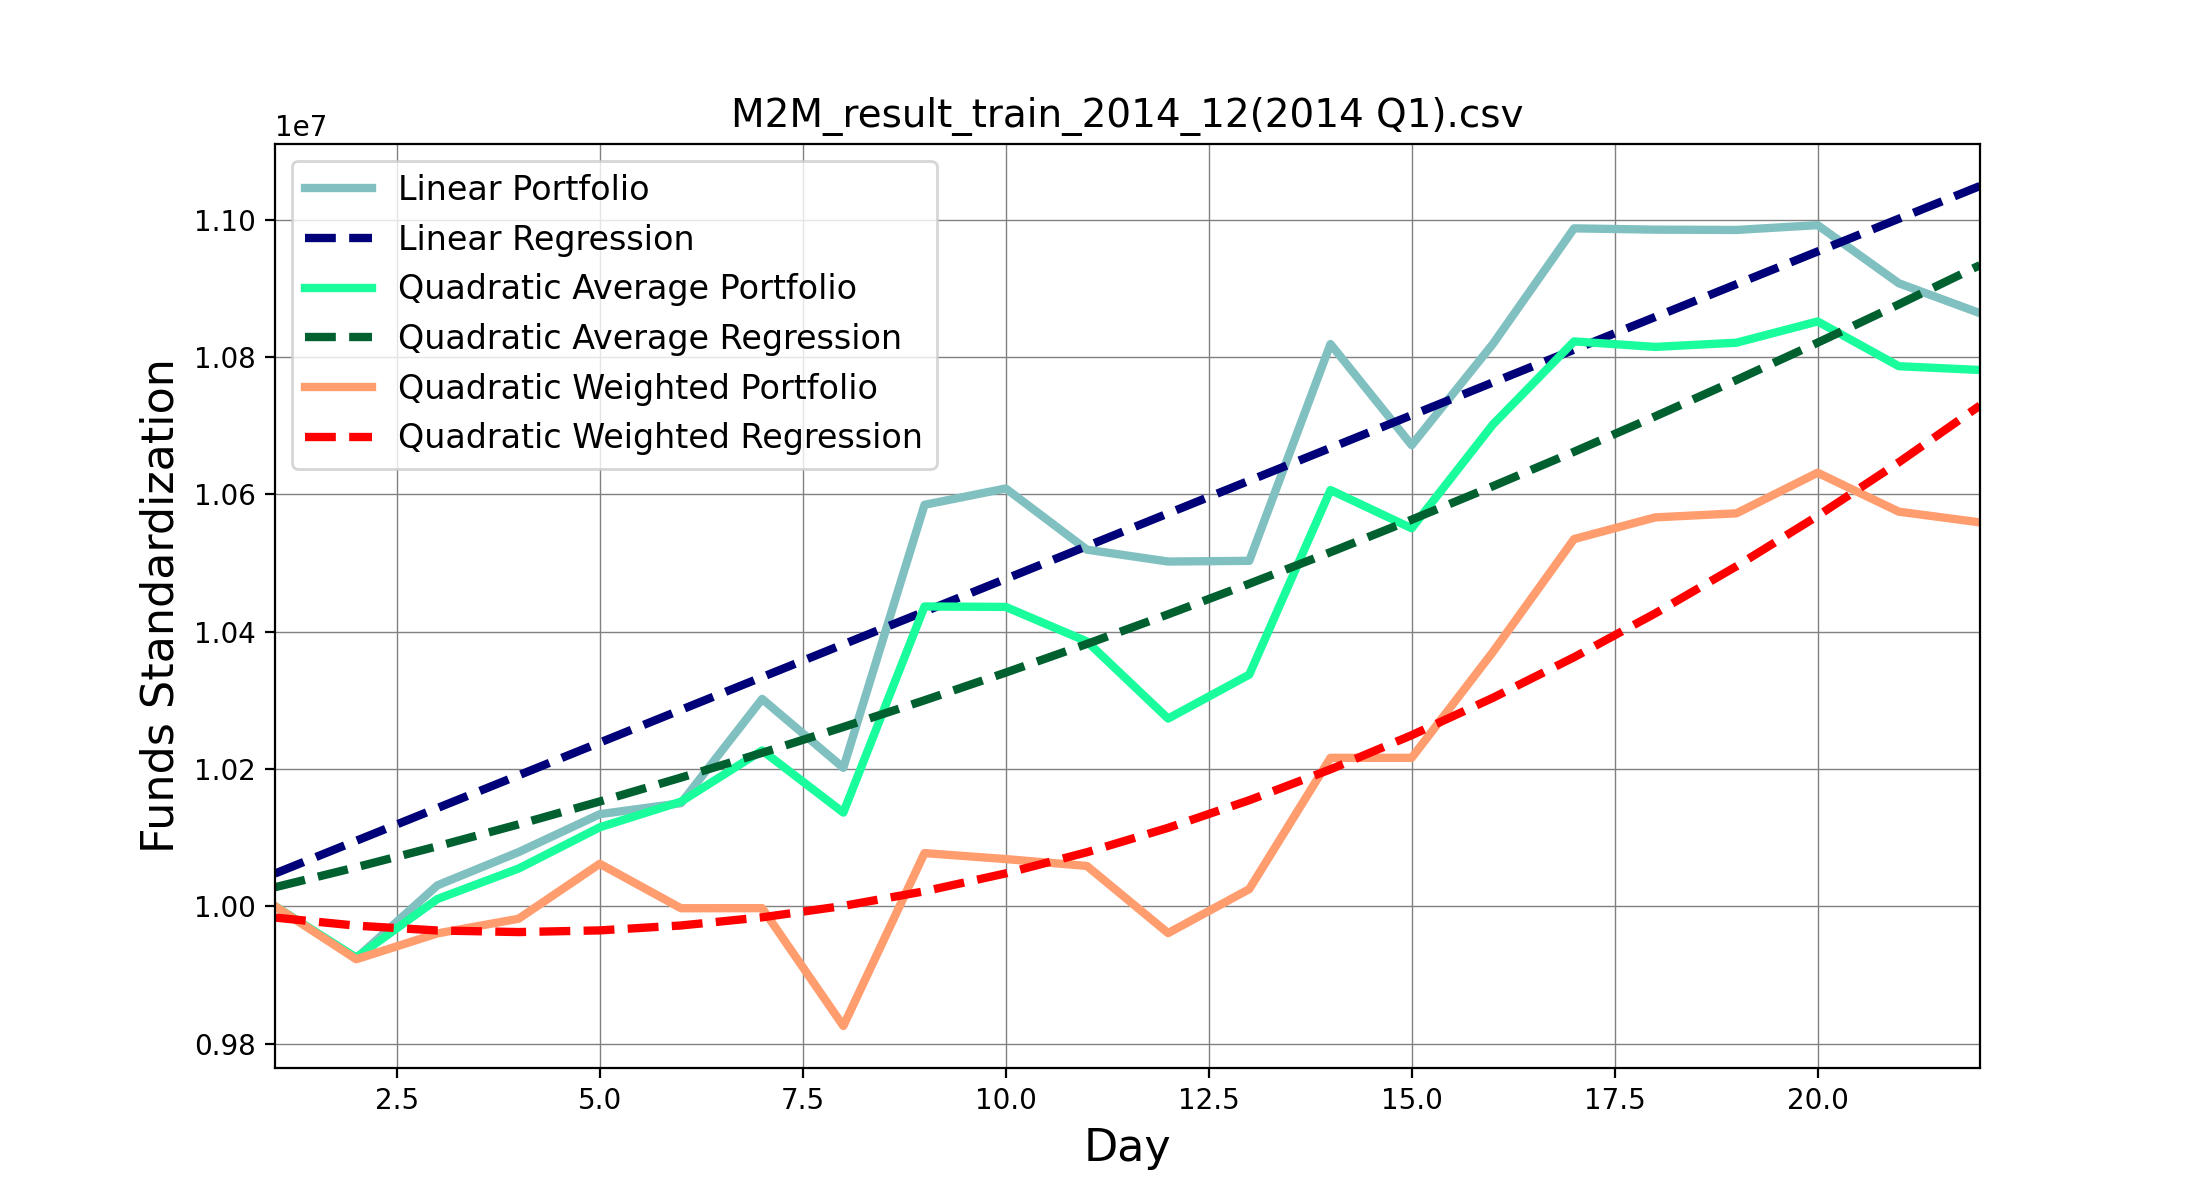 M2M_result_train_2014_12(2014 Q1).csv
1e7
Linear Portfolio
Linear Regression
Quadratic Average Portfolio
Quadratic Average Regression
Quadratic Weighted Portfolio
Quadratic Weighted Regression
Funds Standardization
1.10
1.08
1.06
1.04
1.02
1.00
0.98
2.5 5.0 7.5 10.0 12.5 15.0 17.5 20.0
Day